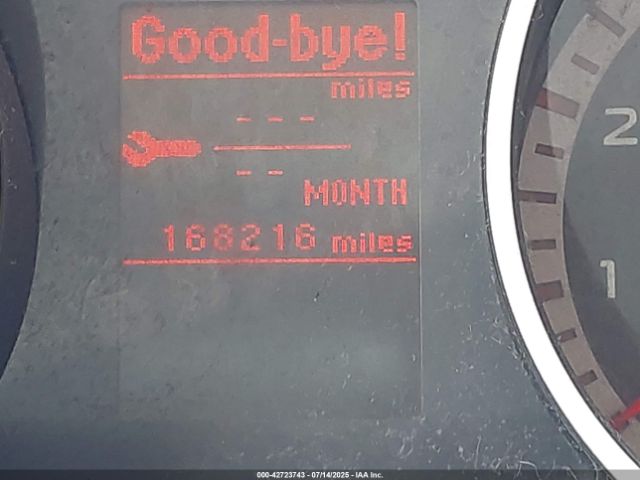 Good-bye!
miles
- - -
- -
MONTH
168216 miles
2
1
000-42723743 - 07/14/2025 - IAA Inc.